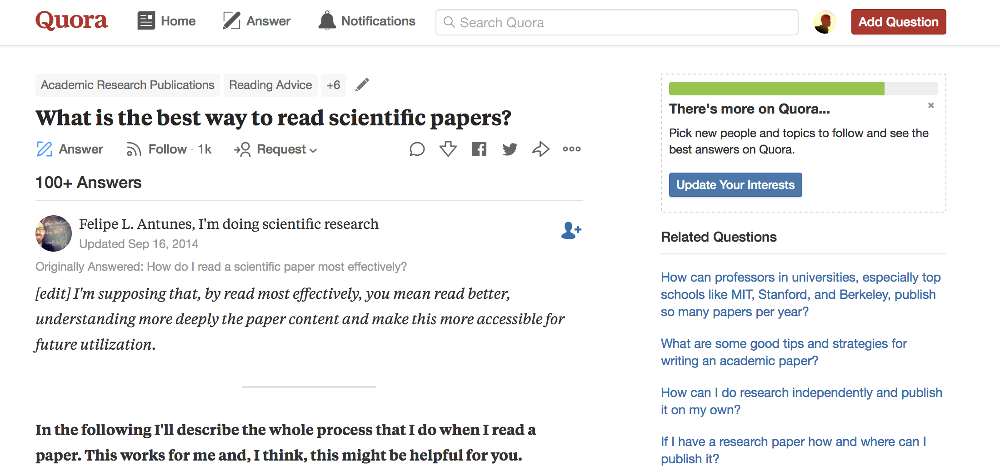 Quora
Home
Answer
Notifications
Search Quora
Add Question
Academic Research Publications
Reading Advice
+6
What is the best way to read scientific papers?
Answer
Follow · 1k
Request
100+ Answers
Felipe L. Antunes, I'm doing scientific research
Updated Sep 16, 2014
Originally Answered: How do I read a scientific paper most effectively?
[edit] I'm supposing that, by read most effectively, you mean read better,
understanding more deeply the paper content and make this more accessible for
future utilization.
In the following I'll describe the whole process that I do when I read a
paper. This works for me and, I think, this might be helpful for you.
There's more on Quora...
Pick new people and topics to follow and see the
best answers on Quora.
Update Your Interests
Related Questions
How can professors in universities, especially top
schools like MIT, Stanford, and Berkeley, publish
so many papers per year?
What are some good tips and strategies for
writing an academic paper?
How can I do research independently and publish
it on my own?
If I have a research paper how and where can I
publish it?